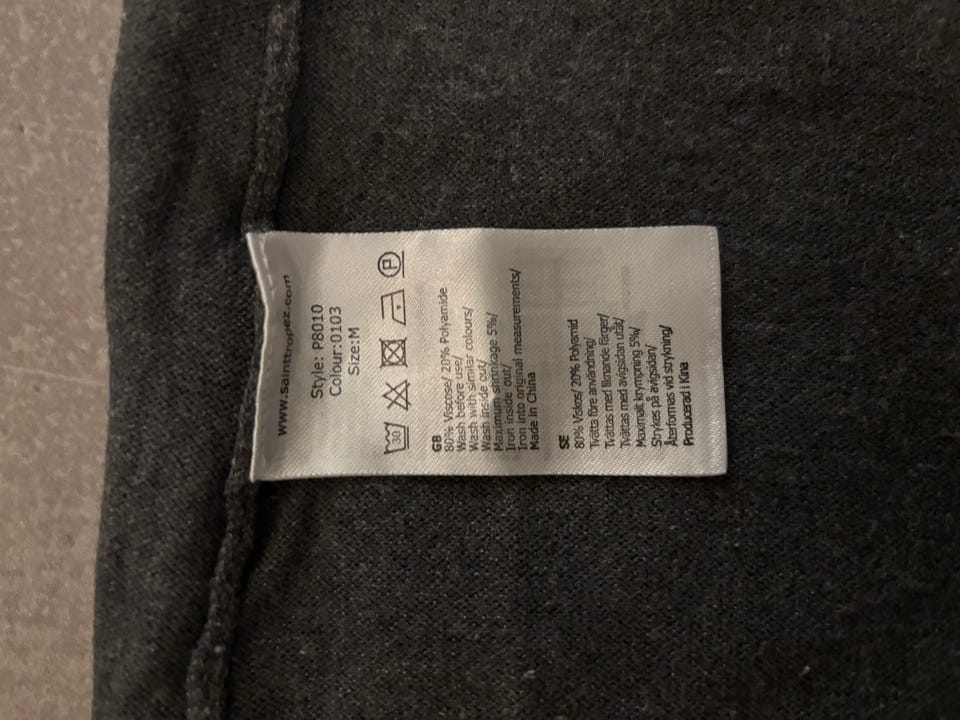 www.sainttropez.com
Style: P8010
Colour:0103
Size:M
30 P
GB
80% Viscose/ 20% Polyamide
Wash before use/
Wash with similar colours/
Wash inside out/
Maximum shrinkage 5%/
Iron inside out/
Iron into original measurements/
Made in China
SE
80% Viskos/ 20% Polyamid
Tvätta före användning/
Tvättas med liknande färger/
Tvättas med avigsidan utåt/
Maximalt krympning 5%/
Strykes på avigsidan/
Återformas vid strykning/
Producerad i Kina